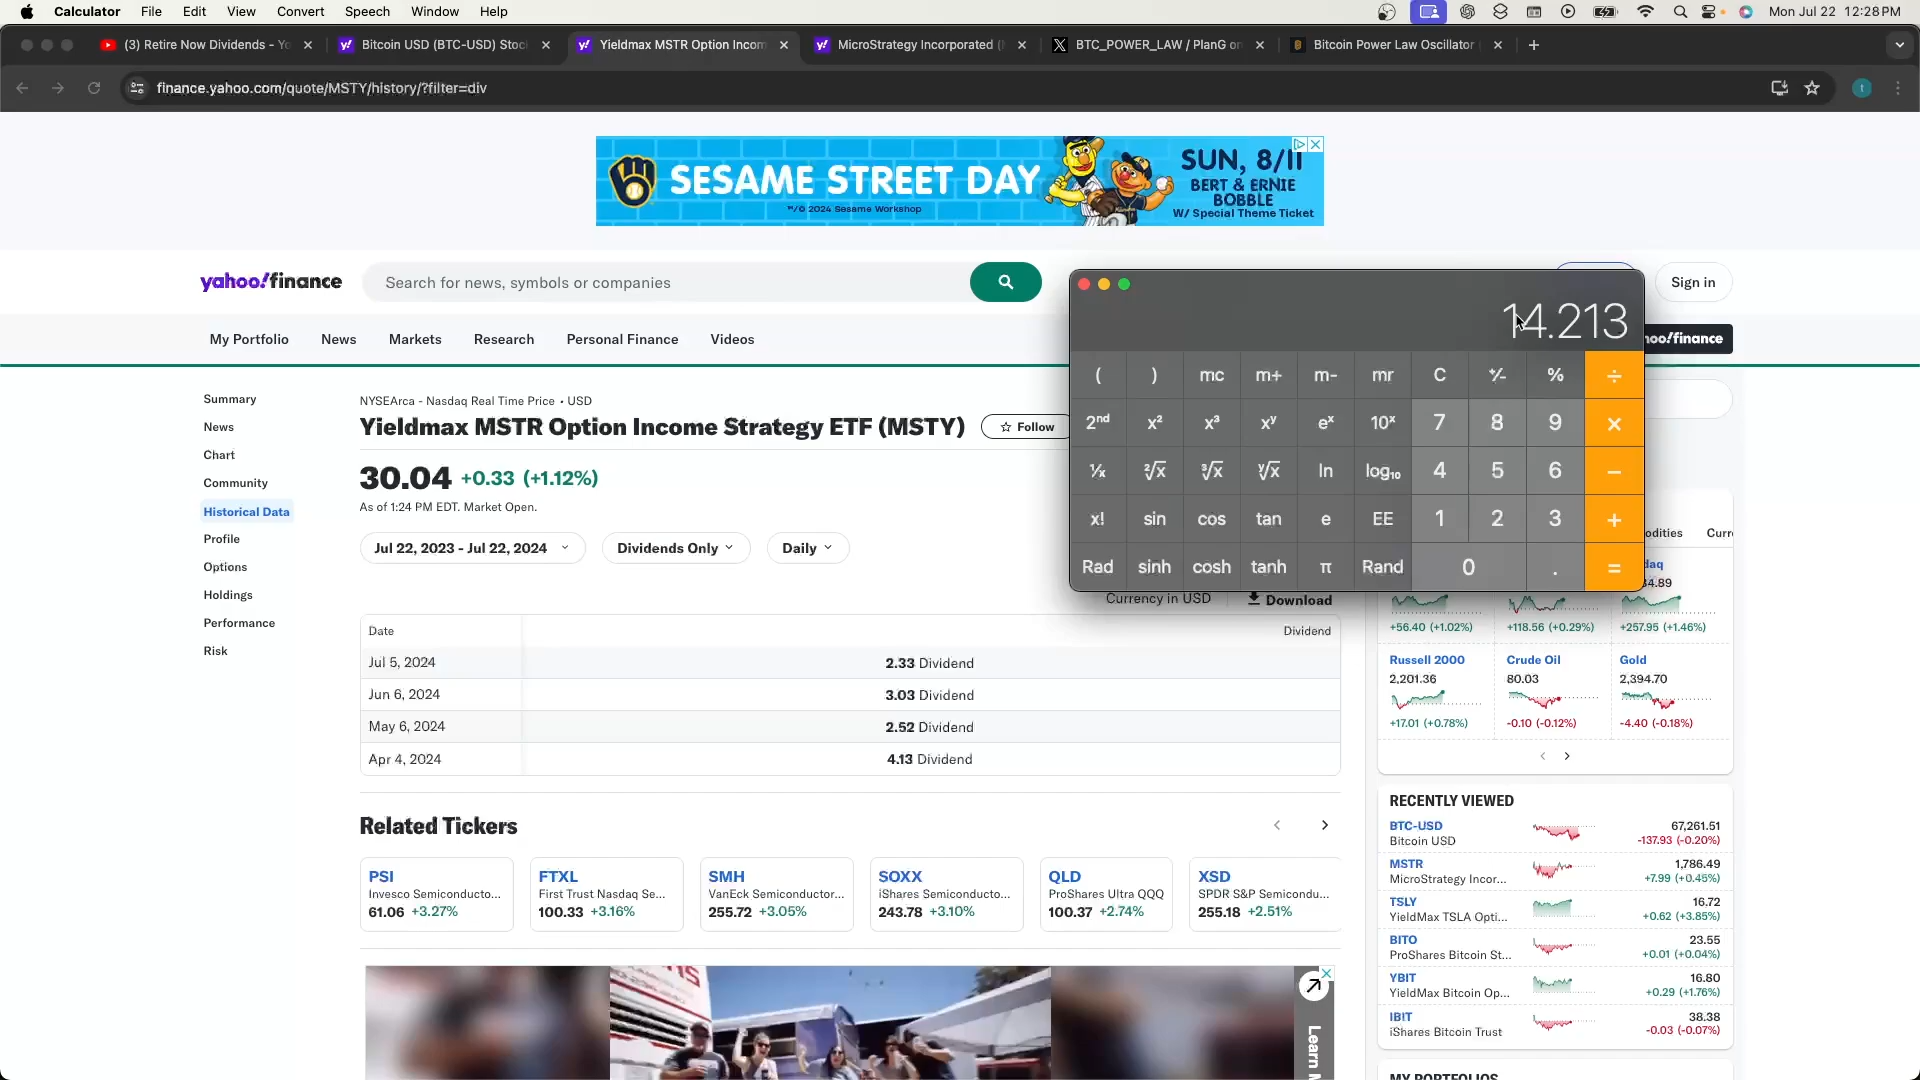 Calculator File Edit View Convert Speech Window Help Mon Jul 22 12:28 PM
(3) Retire Now Dividends - Yo
Bitcoin USD (BTC-USD) Stoc
Yieldmax MSTR Option Incom
MicroStrategy Incorporated (
BTC_POWER_LAW / PlanG on
Bitcoin Power Law Oscillator
finance.yahoo.com/quote/MSTY/history/?filter=div
t
SESAME STREET DAY
™/© 2024 Sesame Workshop
SUN, 8/11
BERT & ERNIE
BOBBLE
W/ Special Theme Ticket
yahoo!finance
Search for news, symbols or companies
Sign in
My Portfolio News Markets Research Personal Finance Videos
hoo!finance
14.213
( ) mc m+ m- mr C +/- % ÷
2nd x² x³ xʸ eˣ 10ˣ 7 8 9 ×
1/x ²√x ³√x ʸ√x ln log₁₀ 4 5 6 −
x! sin cos tan e EE 1 2 3 +
Rad sinh cosh tanh π Rand 0 . =
Summary
News
Chart
Community
Historical Data
Profile
Options
Holdings
Performance
Risk
NYSEArca - Nasdaq Real Time Price • USD
Yieldmax MSTR Option Income Strategy ETF (MSTY)
Follow
30.04 +0.33 (+1.12%)
As of 1:24 PM EDT. Market Open.
Jul 22, 2023 - Jul 22, 2024
Dividends Only
Daily
Currency in USD
Download
Date Dividend
Jul 5, 2024 2.33 Dividend
Jun 6, 2024 3.03 Dividend
May 6, 2024 2.52 Dividend
Apr 4, 2024 4.13 Dividend
Related Tickers
PSI
Invesco Semiconducto...
61.06 +3.27%
FTXL
First Trust Nasdaq Se...
100.33 +3.16%
SMH
VanEck Semiconductor...
255.72 +3.05%
SOXX
iShares Semiconducto...
243.78 +3.10%
QLD
ProShares Ultra QQQ
100.37 +2.74%
XSD
SPDR S&P Semicondu...
255.18 +2.51%
Learn
odities Curr
daq
34.89
+56.40 (+1.02%) +118.56 (+0.29%) +257.95 (+1.46%)
Russell 2000 Crude Oil Gold
2,201.36 80.03 2,394.70
+17.01 (+0.78%) -0.10 (-0.12%) -4.40 (-0.18%)
RECENTLY VIEWED
BTC-USD 67,261.51
Bitcoin USD -137.93 (-0.20%)
MSTR 1,786.49
MicroStrategy Incor... +7.99 (+0.45%)
TSLY 16.72
YieldMax TSLA Opti... +0.62 (+3.85%)
BITO 23.55
ProShares Bitcoin St... +0.01 (+0.04%)
YBIT 16.80
YieldMax Bitcoin Op... +0.29 (+1.76%)
IBIT 38.38
iShares Bitcoin Trust -0.03 (-0.07%)
MY PORTFOLIOS